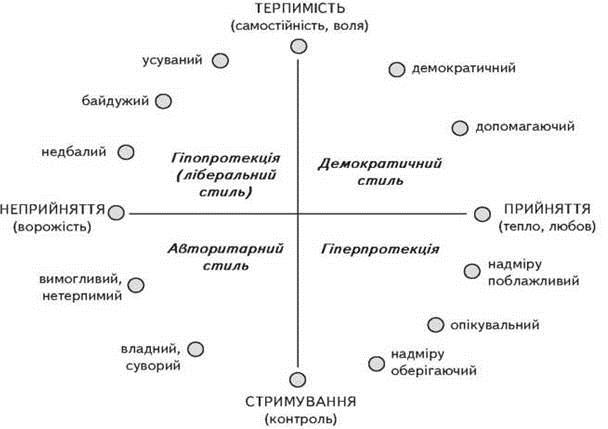 ТЕРПИМІСТЬ
(самостійність, воля)
усуваний
демократичний
байдужий
допомагаючий
недбалий
Гіпопротекція
(ліберальний
стиль)
Демократичний
стиль
НЕПРИЙНЯТТЯ
(ворожість)
ПРИЙНЯТТЯ
(тепло, любов)
Авторитарний
стиль
Гіперпротекція
вимогливий,
нетерпимий
надміру
поблажливий
опікувальний
владний,
суворий
надміру
оберігаючий
СТРИМУВАННЯ
(контроль)